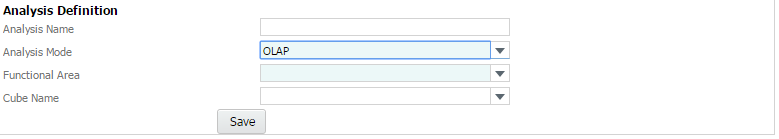 Analysis Definition
Analysis Name
Analysis Mode OLAP
Functional Area
Cube Name
Save